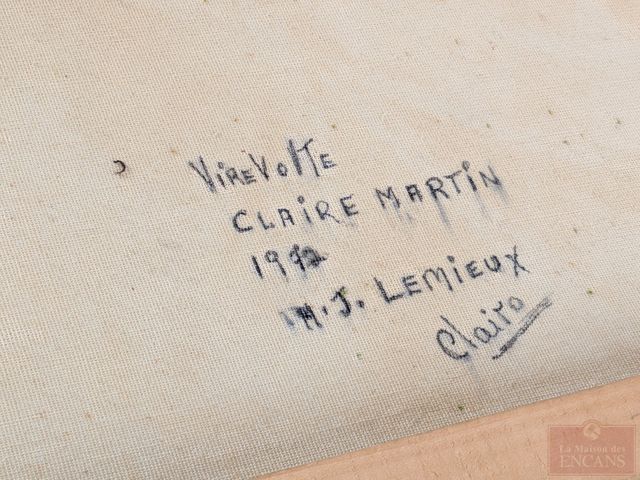 VIREVOLTE
CLAIRE MARTIN
1972
H.J. LEMIEUX
Claire
La Maison des
ENCANS